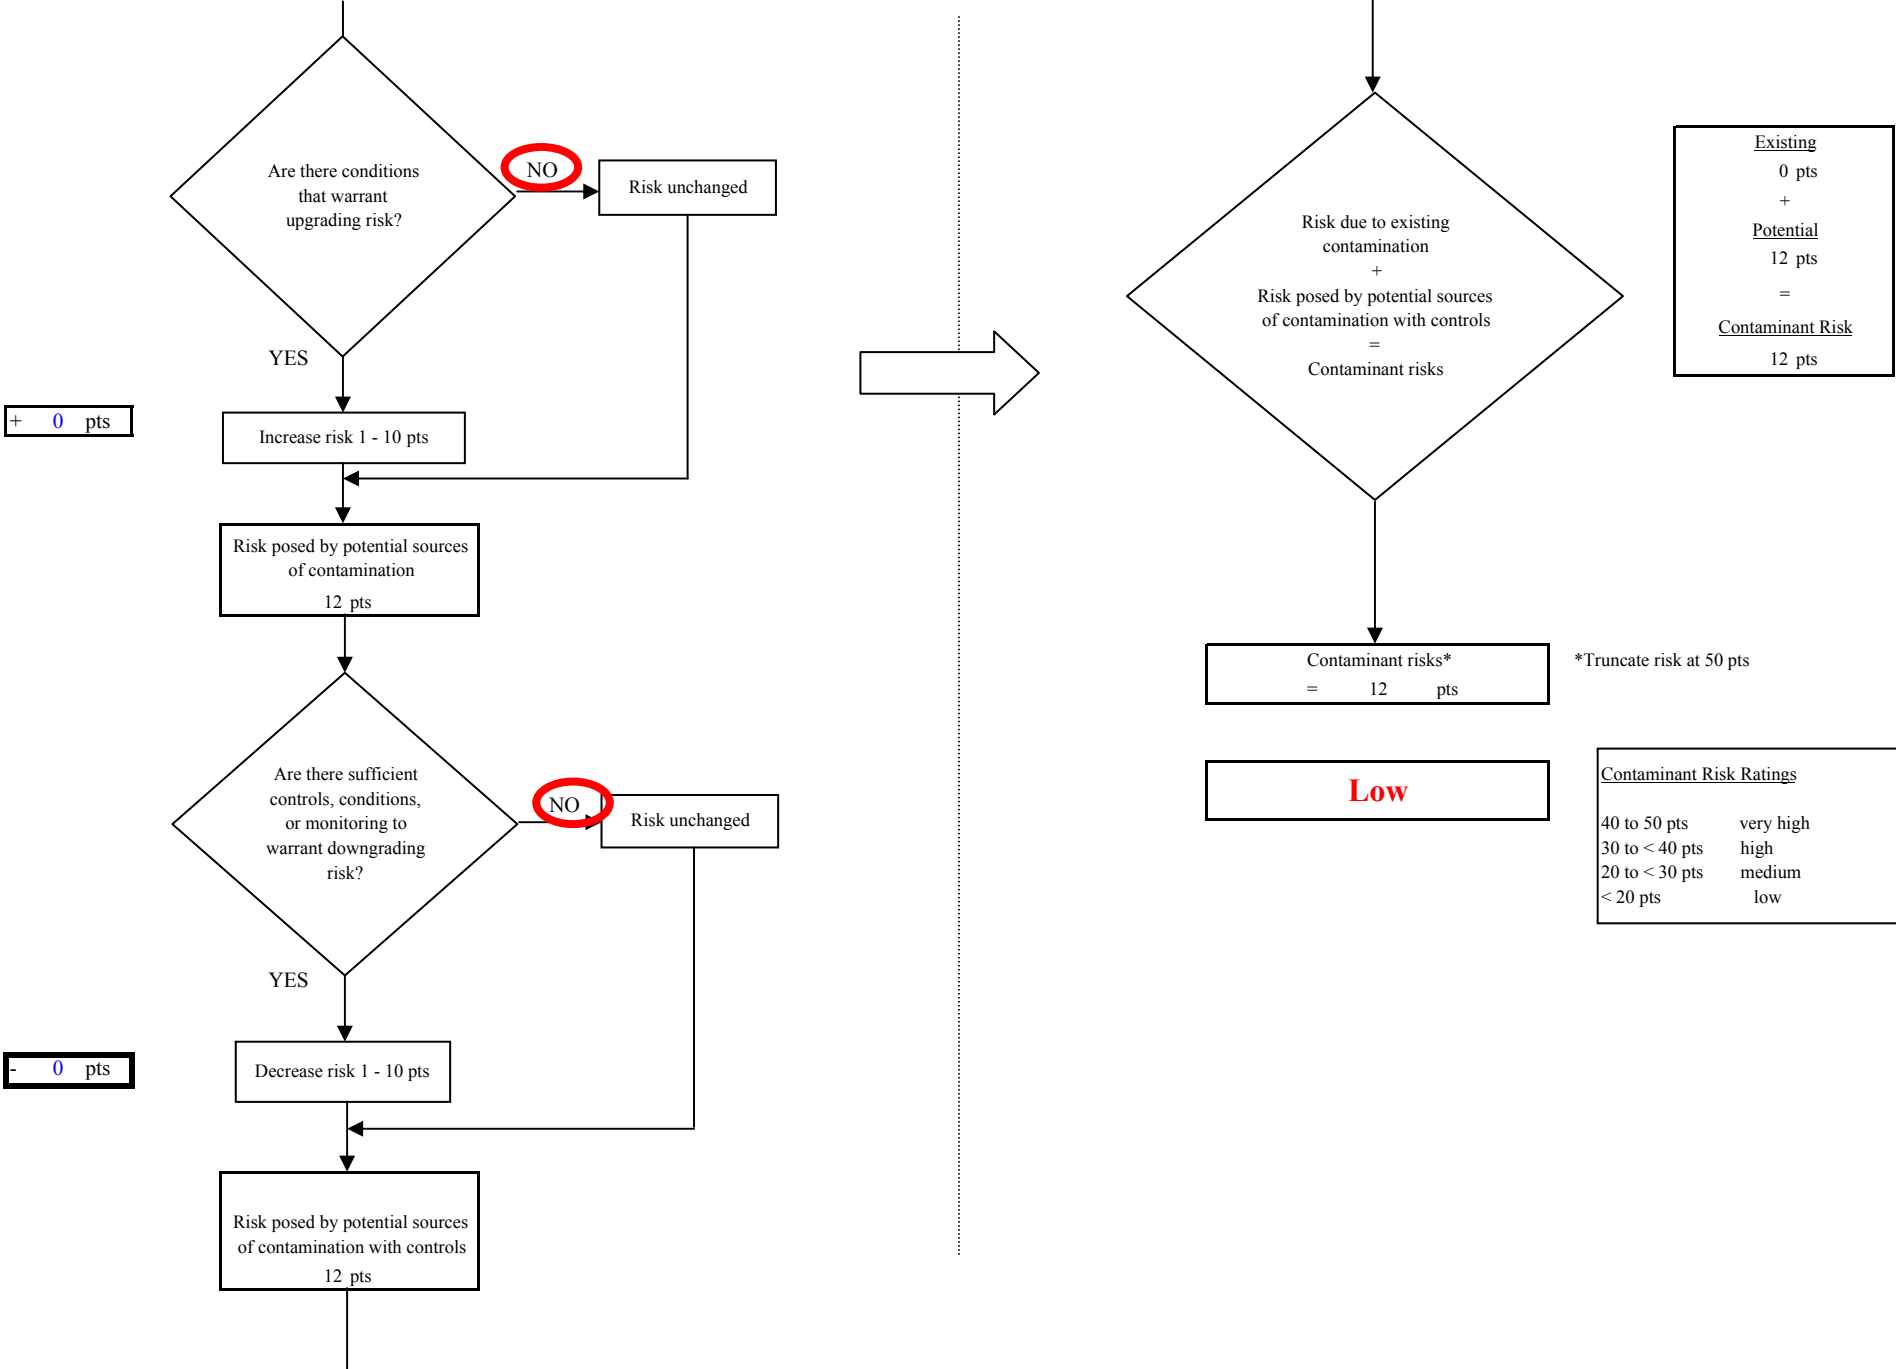 Are there conditions
that warrant
upgrading risk?
NO
Risk unchanged
YES
+ 0 pts
Increase risk 1 - 10 pts
Risk posed by potential sources
of contamination
12 pts
Are there sufficient
controls, conditions,
or monitoring to
warrant downgrading
risk?
NO
Risk unchanged
YES
- 0 pts
Decrease risk 1 - 10 pts
Risk posed by potential sources
of contamination with controls
12 pts
Risk due to existing
contamination
+
Risk posed by potential sources
of contamination with controls
=
Contaminant risks
Existing
0 pts
+
Potential
12 pts
=
Contaminant Risk
12 pts
Contaminant risks*
= 12 pts
*Truncate risk at 50 pts
Low
Contaminant Risk Ratings
40 to 50 pts very high
30 to < 40 pts high
20 to < 30 pts medium
< 20 pts low